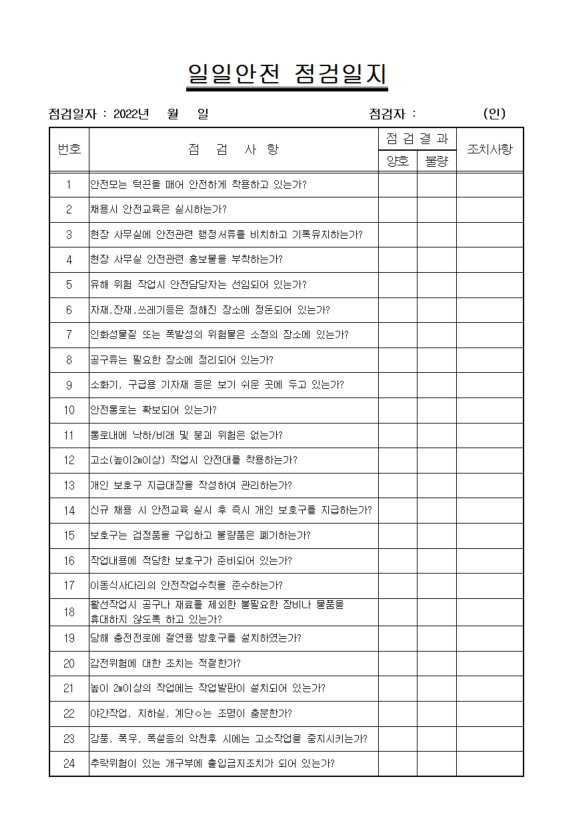 일일안전 점검일지
점검일자 : 2022년 월 일 점검자 : (인)
번호 점 검 사 항 점 검 결 과 조치사항
양호 불량
1 안전모는 턱끈을 매어 안전하게 착용하고 있는가?
2 채용시 안전교육은 실시하는가?
3 현장 사무실에 안전관련 행정서류를 비치하고 기록유지하는가?
4 현장 사무실 안전관련 홍보물을 부착하는가?
5 유해 위험 작업시 안전담당자는 선임되어 있는가?
6 자재,잔재,쓰레기등은 정해진 장소에 정돈되어 있는가?
7 인화성물질 또는 폭발성의 위험물은 소정의 장소에 있는가?
8 공구류는 필요한 장소에 정리되어 있는가?
9 소화기, 구급용 기자재 등은 보기 쉬운 곳에 두고 있는가?
10 안전통로는 확보되어 있는가?
11 통로내에 낙하/비래 및 붕괴 위험은 없는가?
12 고소(높이2m이상) 작업시 안전대를 착용하는가?
13 개인 보호구 지급대장을 작성하여 관리하는가?
14 신규 채용 시 안전교육 실시 후 즉시 개인 보호구를 지급하는가?
15 보호구는 검정품을 구입하고 불량품은 폐기하는가?
16 작업내용에 적당한 보호구가 준비되어 있는가?
17 이동식사다리의 안전작업수칙을 준수하는가?
18 활선작업시 공구나 재료를 제외한 불필요한 장비나 물품을
휴대하지 않도록 하고 있는가?
19 당해 충전전로에 절연용 방호구를 설치하였는가?
20 감전위험에 대한 조치는 적절한가?
21 높이 2m이상의 작업에는 작업발판이 설치되어 있는가?
22 야간작업, 지하실, 계단ㅇ는 조명이 충분한가?
23 강풍, 폭우, 폭설등의 악천후 시에는 고소작업을 중지시키는가?
24 추락위험이 있는 개구부에 출입금지조치가 되어 있는가?